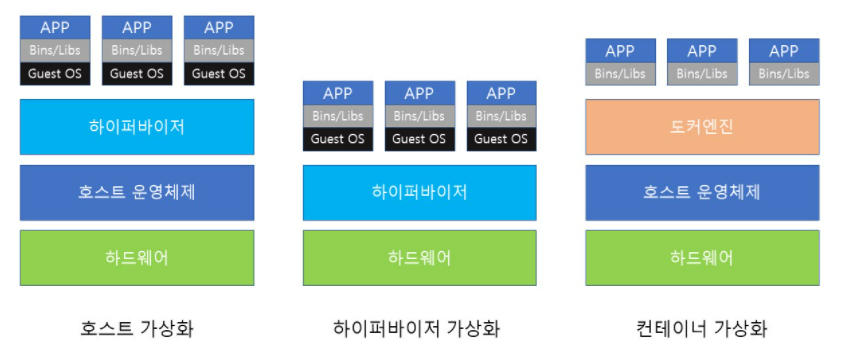 APP
Bins/Libs
Guest OS
APP
Bins/Libs
Guest OS
APP
Bins/Libs
Guest OS
하이퍼바이저
호스트 운영체제
하드웨어
호스트 가상화
APP
Bins/Libs
Guest OS
APP
Bins/Libs
Guest OS
APP
Bins/Libs
Guest OS
하이퍼바이저
하드웨어
하이퍼바이저 가상화
APP
Bins/Libs
APP
Bins/Libs
APP
Bins/Libs
도커엔진
호스트 운영체제
하드웨어
컨테이너 가상화